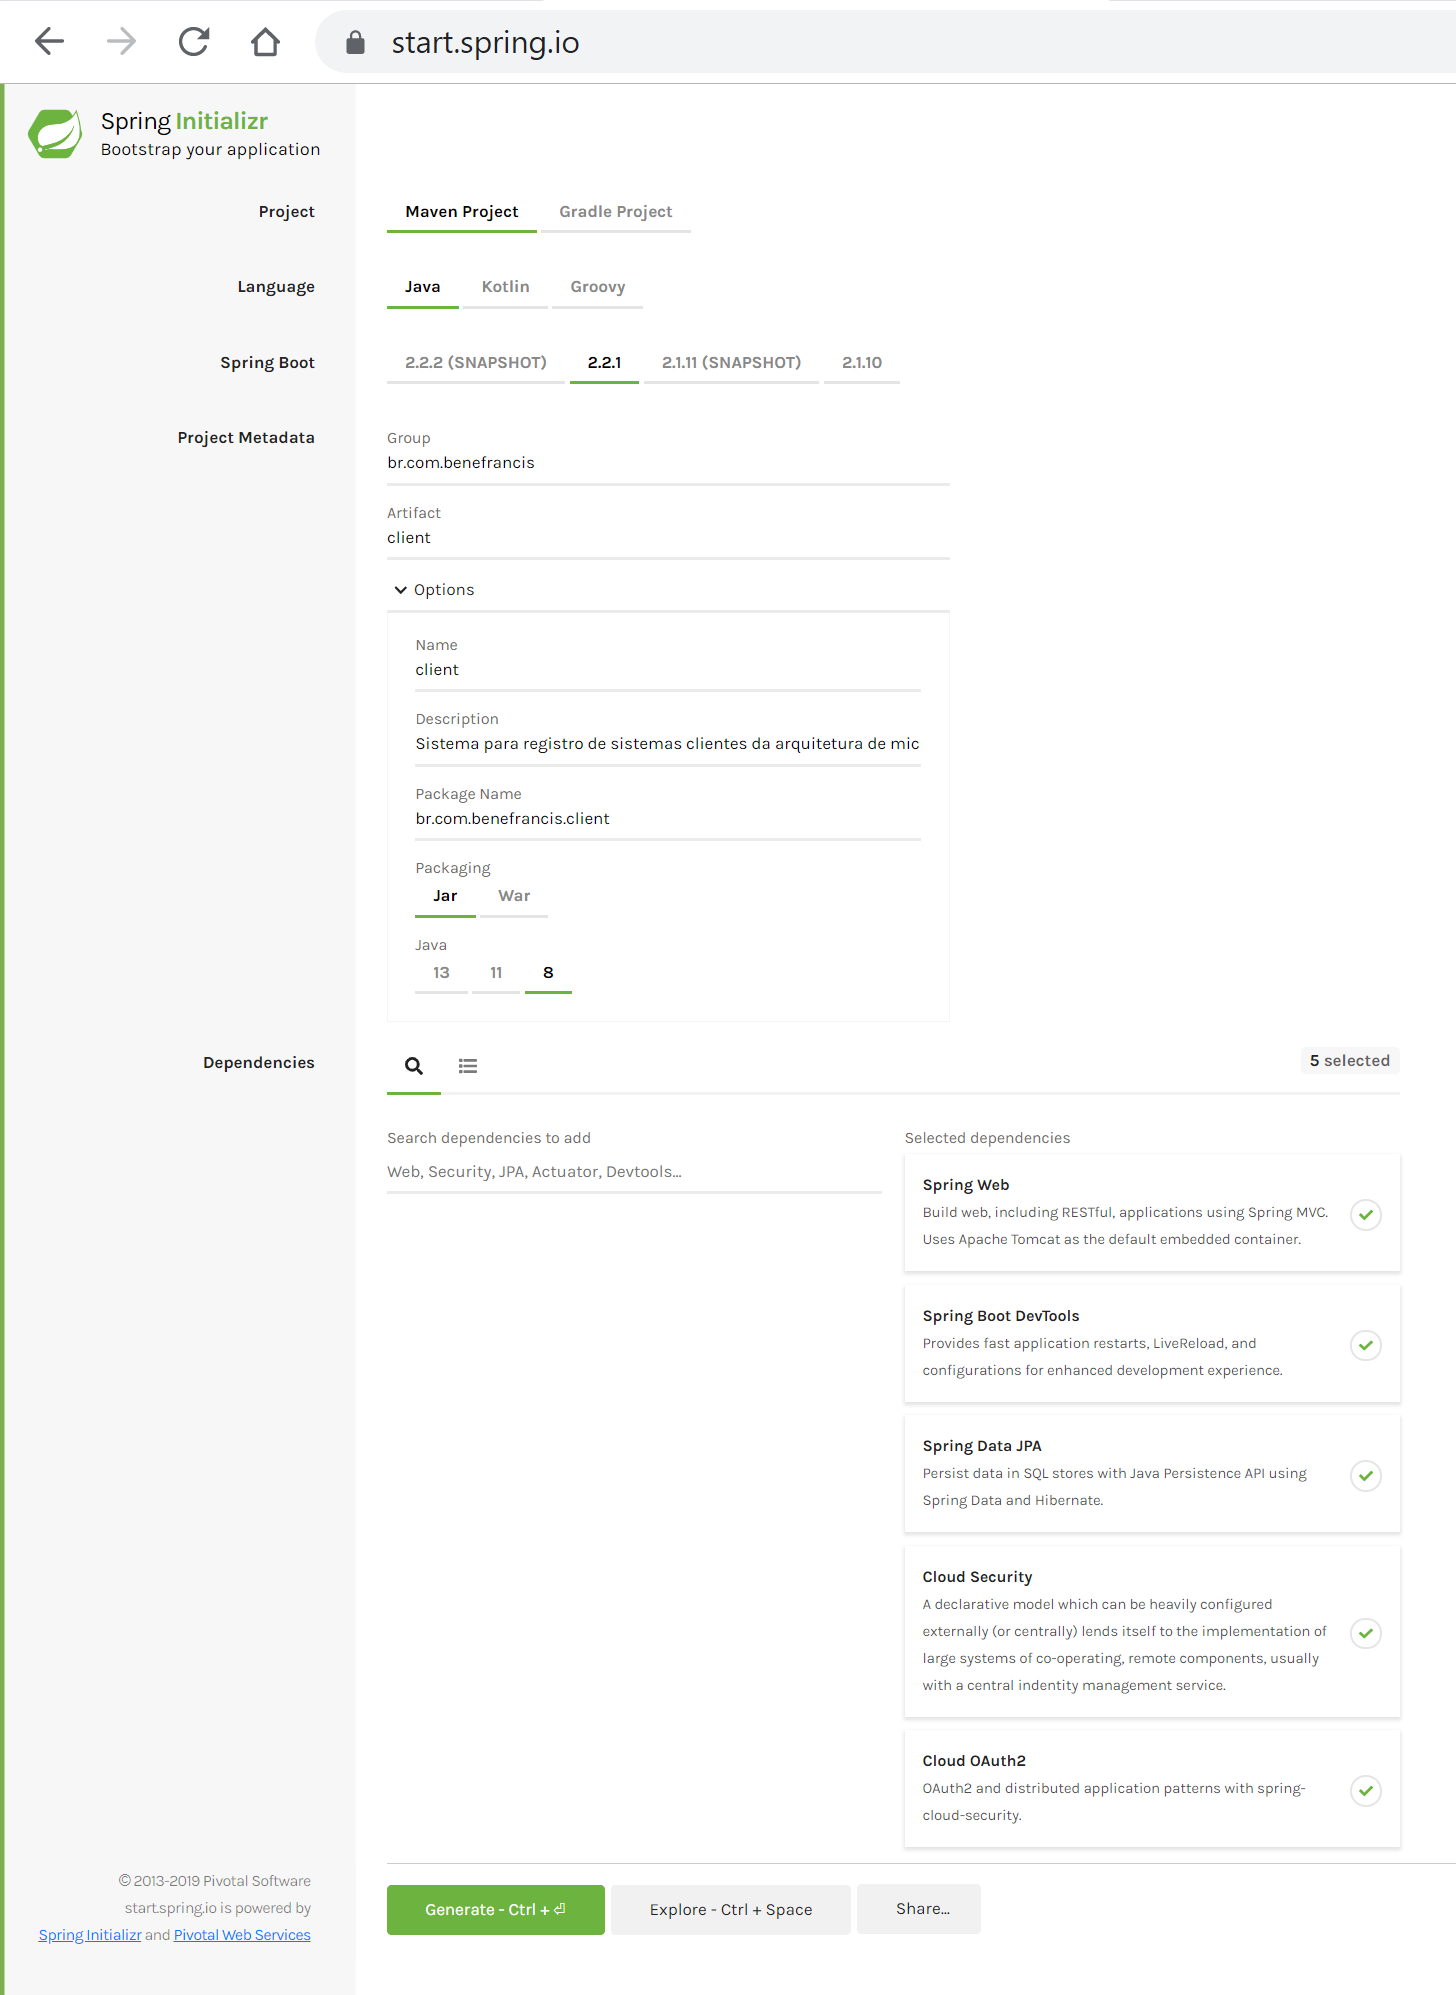 start.spring.io
Spring Initializr
Bootstrap your application
Project
Maven Project Gradle Project
Language
Java Kotlin Groovy
Spring Boot
2.2.2 (SNAPSHOT) 2.2.1 2.1.11 (SNAPSHOT) 2.1.10
Project Metadata
Group
br.com.benefrancis
Artifact
client
Options
Name
client
Description
Sistema para registro de sistemas clientes da arquitetura de mic
Package Name
br.com.benefrancis.client
Packaging
Jar War
Java
13 11 8
Dependencies
5 selected
Search dependencies to add
Web, Security, JPA, Actuator, Devtools...
Selected dependencies
Spring Web
Build web, including RESTful, applications using Spring MVC.
Uses Apache Tomcat as the default embedded container.
Spring Boot DevTools
Provides fast application restarts, LiveReload, and
configurations for enhanced development experience.
Spring Data JPA
Persist data in SQL stores with Java Persistence API using
Spring Data and Hibernate.
Cloud Security
A declarative model which can be heavily configured
externally (or centrally) lends itself to the implementation of
large systems of co-operating, remote components, usually
with a central indentity management service.
Cloud OAuth2
OAuth2 and distributed application patterns with spring-
cloud-security.
© 2013-2019 Pivotal Software
start.spring.io is powered by
Spring Initializr and Pivotal Web Services
Generate - Ctrl + ⏎
Explore - Ctrl + Space
Share...